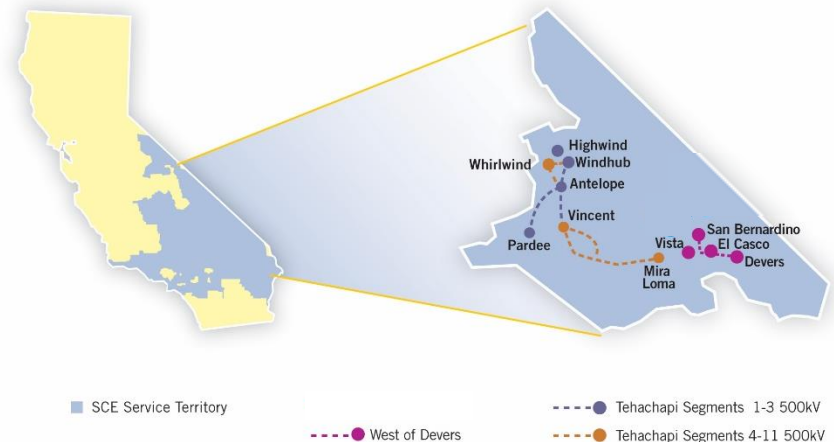 Highwind
Whirlwind
Windhub
Antelope
Vincent
Pardee
San Bernardino
Vista
El Casco
Devers
Mira
Loma
SCE Service Territory
Tehachapi Segments 1-3 500kV
West of Devers
Tehachapi Segments 4-11 500kV